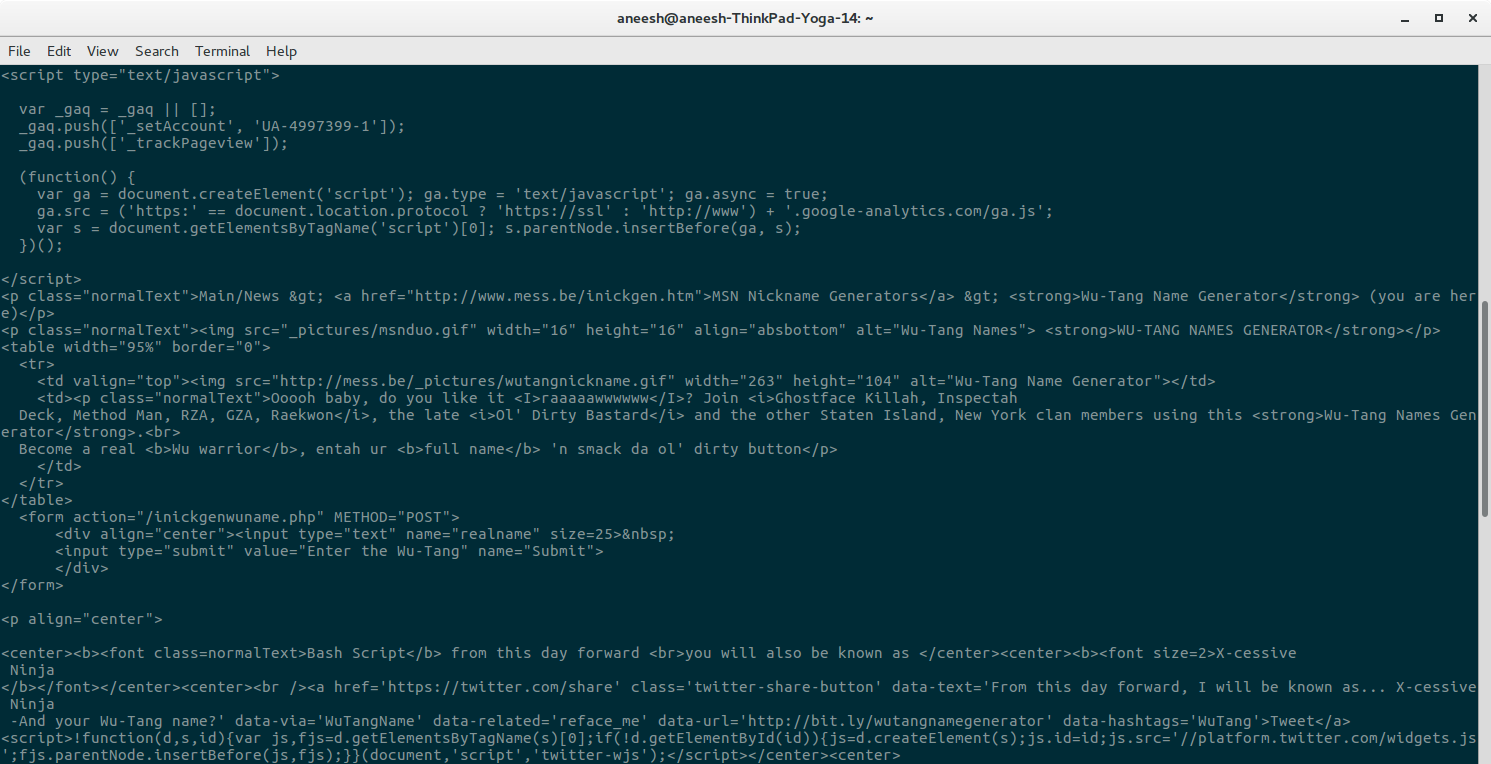 aneesh@aneesh-ThinkPad-Yoga-14: ~
File Edit View Search Terminal Help
<script type="text/javascript">
  var _gaq = _gaq || [];
  _gaq.push(['_setAccount', 'UA-4997399-1']);
  _gaq.push(['_trackPageview']);
  (function() {
    var ga = document.createElement('script'); ga.type = 'text/javascript'; ga.async = true;
    ga.src = ('https:' == document.location.protocol ? 'https://ssl' : 'http://www') + '.google-analytics.com/ga.js';
    var s = document.getElementsByTagName('script')[0]; s.parentNode.insertBefore(ga, s);
  })();
</script>
<p class="normalText">Main/News &gt; <a href="http://www.mess.be/inickgen.htm">MSN Nickname Generators</a> &gt; <strong>Wu-Tang Name Generator</strong> (you are her
e)</p>
<p class="normalText"><img src="_pictures/msnduo.gif" width="16" height="16" align="absbottom" alt="Wu-Tang Names"> <strong>WU-TANG NAMES GENERATOR</strong></p>
<table width="95%" border="0">
  <tr>
    <td valign="top"><img src="http://mess.be/_pictures/wutangnickname.gif" width="263" height="104" alt="Wu-Tang Name Generator"></td>
    <td><p class="normalText">Ooooh baby, do you like it <I>raaaaawwwwww</I>? Join <i>Ghostface Killah, Inspectah
  Deck, Method Man, RZA, GZA, Raekwon</i>, the late <i>Ol' Dirty Bastard</i> and the other Staten Island, New York clan members using this <strong>Wu-Tang Names Gen
erator</strong>.<br>
  Become a real <b>Wu warrior</b>, entah ur <b>full name</b> 'n smack da ol' dirty button</p>
    </td>
  </tr>
</table>
  <form action="/inickgenwuname.php" METHOD="POST">
      <div align="center"><input type="text" name="realname" size=25>&nbsp;
      <input type="submit" value="Enter the Wu-Tang" name="Submit">
      </div>
</form>
<p align="center">
<center><b><font class=normalText>Bash Script</b> from this day forward <br>you will also be known as </center><center><b><font size=2>X-cessive
 Ninja
</b></font></center><center><br /><a href='https://twitter.com/share' class='twitter-share-button' data-text='From this day forward, I will be known as... X-cessive
 Ninja
 -And your Wu-Tang name?' data-via='WuTangName' data-related='reface_me' data-url='http://bit.ly/wutangnamegenerator' data-hashtags='WuTang'>Tweet</a>
<script>!function(d,s,id){var js,fjs=d.getElementsByTagName(s)[0];if(!d.getElementById(id)){js=d.createElement(s);js.id=id;js.src='//platform.twitter.com/widgets.js
';fjs.parentNode.insertBefore(js,fjs);}}(document,'script','twitter-wjs');</script></center><center>